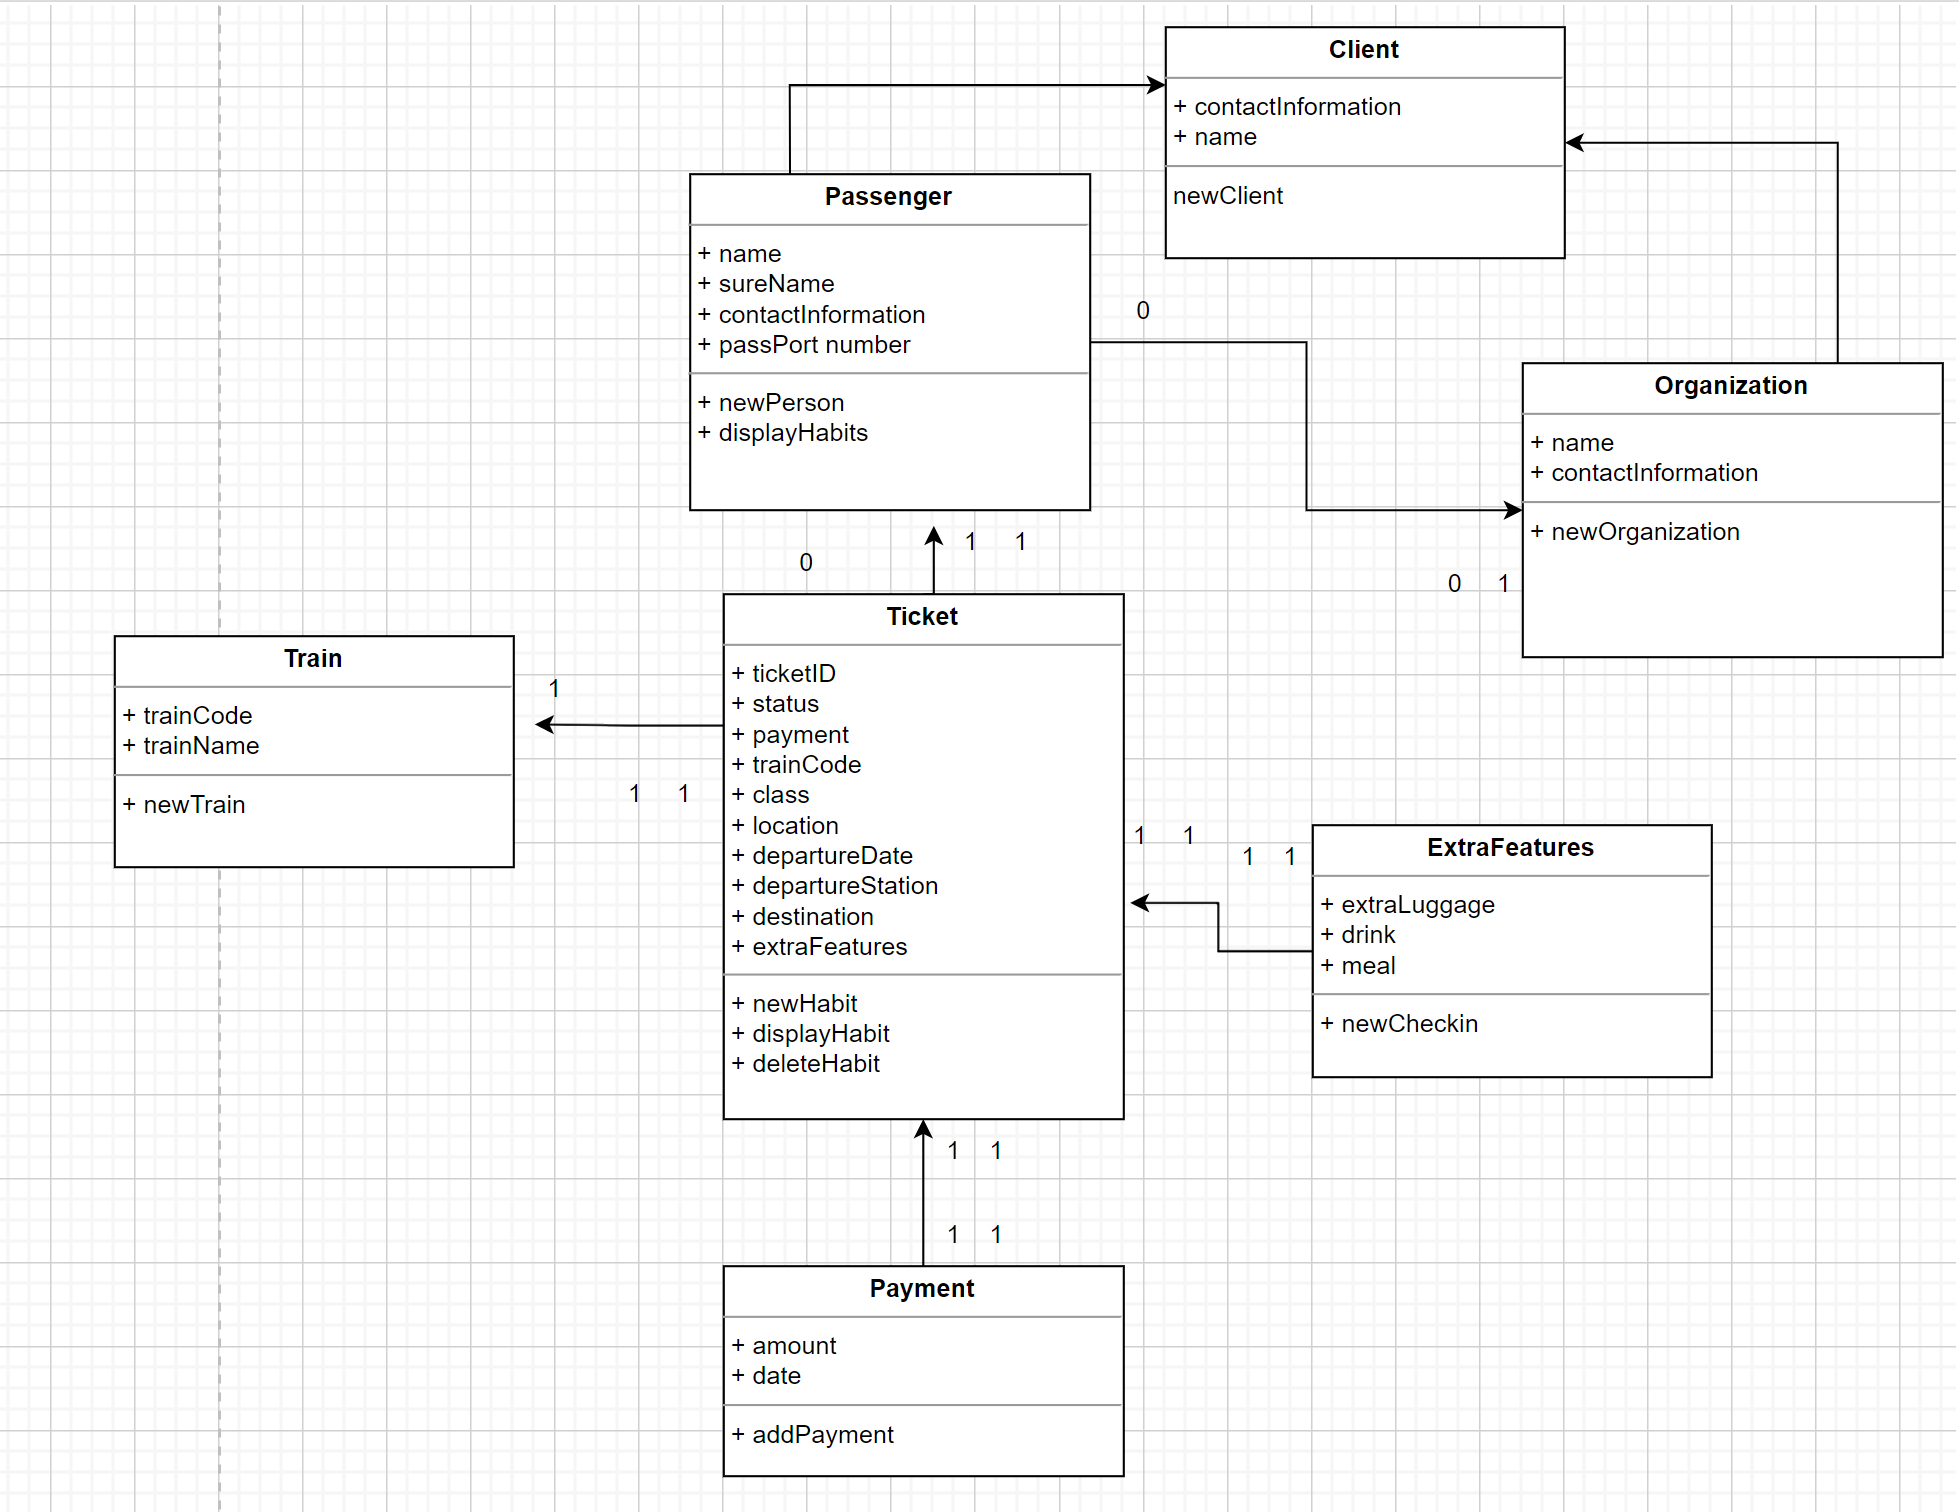 Client
+ contactInformation
+ name
newClient
Passenger
+ name
+ sureName
+ contactInformation
+ passPort number
+ newPerson
+ displayHabits
0
Organization
+ name
+ contactInformation
+ newOrganization
0 1
1 1
0
Ticket
+ ticketID
+ status
+ payment
+ trainCode
+ class
+ location
+ departureDate
+ departureStation
+ destination
+ extraFeatures
+ newHabit
+ displayHabit
+ deleteHabit
Train
+ trainCode
+ trainName
+ newTrain
1
1 1
1 1
1 1
ExtraFeatures
+ extraLuggage
+ drink
+ meal
+ newCheckin
1 1
1 1
Payment
+ amount
+ date
+ addPayment